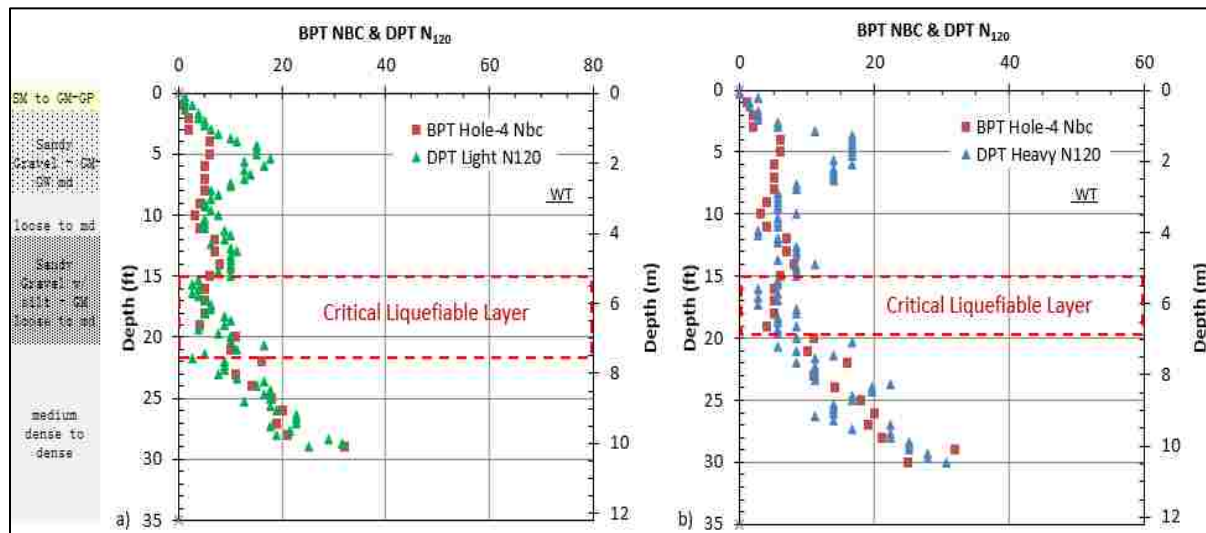 BPT NBC & DPT N₁₂₀
0 20 40 60 80
SM to GM-GP
Sandy
Gravel - GM-
GW md
loose to md
Sandy
Gravel w
silt - GM
loose to md
medium
dense to
dense
0
5
10
15
20
25
30
35
Depth (ft)
BPT Hole-4 Nbc
DPT Light N120
WT
Critical Liquefiable Layer
a)
0
2
4
6
8
10
12
Depth (m)
BPT NBC & DPT N₁₂₀
0 20 40 60
0
5
10
15
20
25
30
35
Depth (ft)
BPT Hole-4 Nbc
DPT Heavy N120
WT
Critical Liquefiable Layer
b)
0
2
4
6
8
10
12
Depth (m)